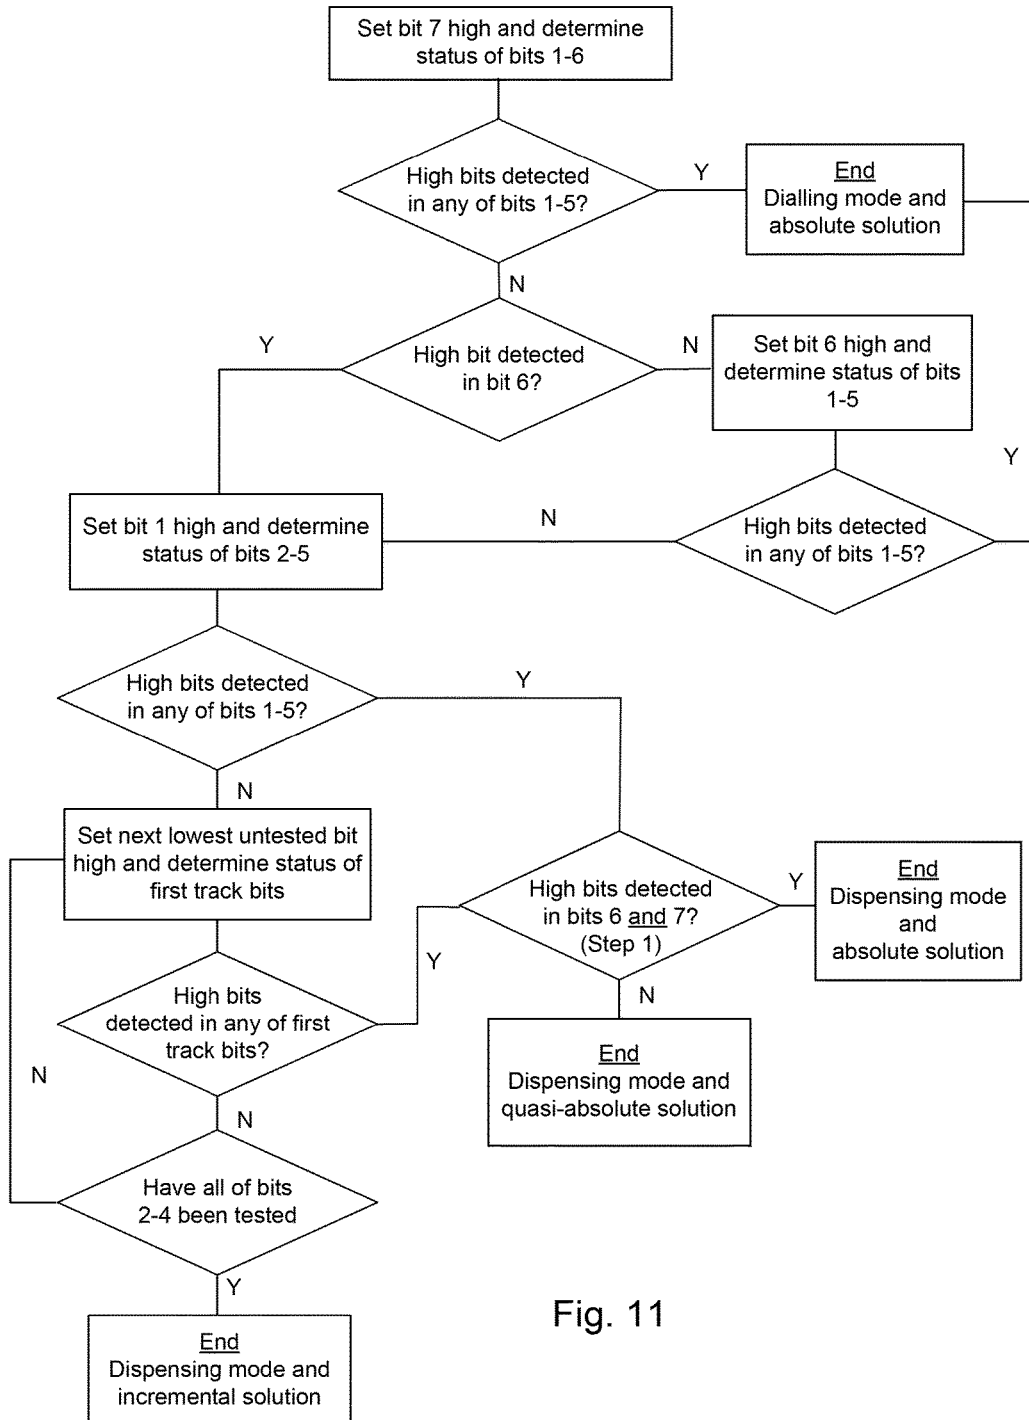 Set bit 7 high and determine
status of bits 1-6
High bits detected
in any of bits 1-5?
Y
End
Dialling mode and
absolute solution
N
High bit detected
in bit 6?
Y
N
Set bit 6 high and
determine status of bits
1-5
Y
Set bit 1 high and determine
status of bits 2-5
N
High bits detected
in any of bits 1-5?
High bits detected
in any of bits 1-5?
Y
N
Set next lowest untested bit
high and determine status of
first track bits
High bits detected
in bits 6 and 7?
(Step 1)
Y
End
Dispensing mode
and
absolute solution
Y
N
High bits
detected in any of first
track bits?
End
Dispensing mode and
quasi-absolute solution
N
N
Have all of bits
2-4 been tested
Y
End
Dispensing mode and
incremental solution
Fig. 11